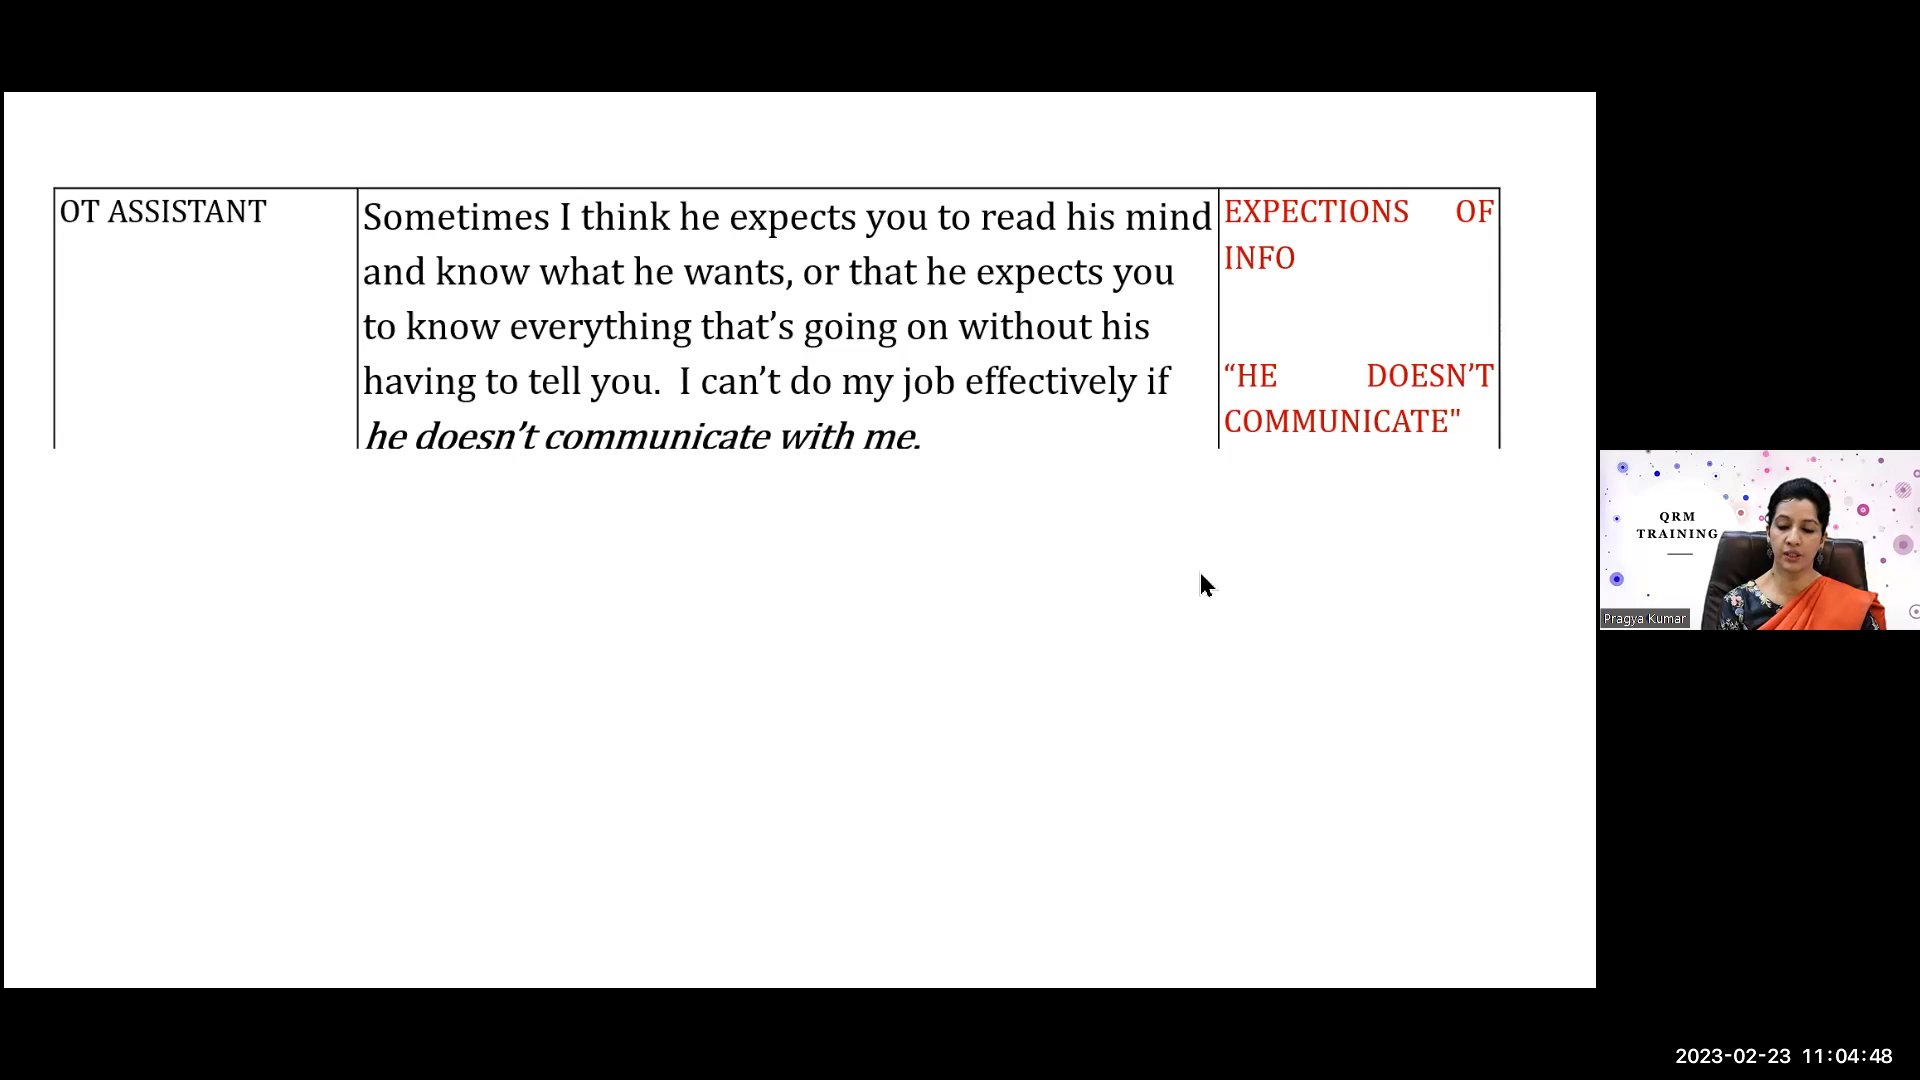 OT ASSISTANT
Sometimes I think he expects you to read his mind
and know what he wants, or that he expects you
to know everything that’s going on without his
having to tell you.  I can’t do my job effectively if
he doesn’t communicate with me.
EXPECTIONS OF
INFO
“HE DOESN’T
COMMUNICATE"
QRM
TRAINING
Pragya Kumar
2023-02-23 11:04:48